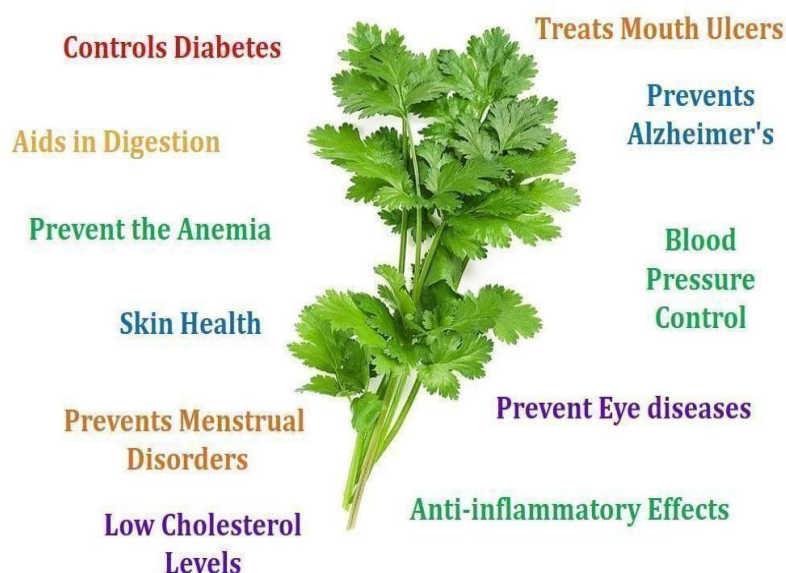 Controls Diabetes
Treats Mouth Ulcers
Prevents
Alzheimer's
Aids in Digestion
Prevent the Anemia
Blood
Pressure
Control
Skin Health
Prevent Eye diseases
Prevents Menstrual
Disorders
Anti-inflammatory Effects
Low Cholesterol
Levels